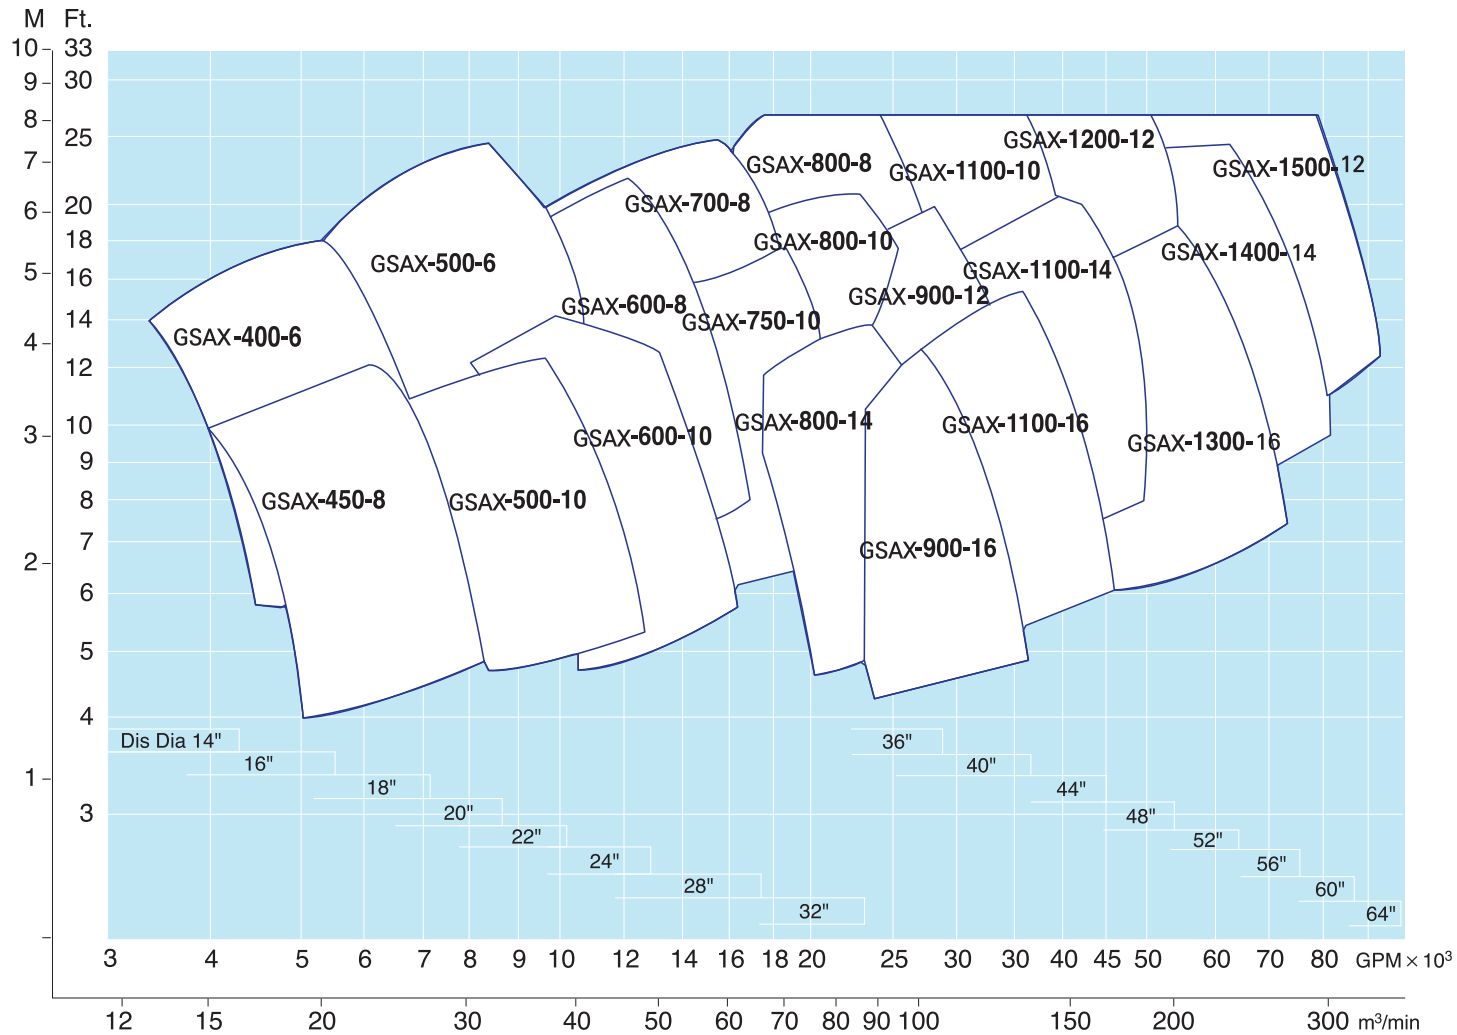 M Ft.
10 33
9 30
8 25
7
6 20
18
5 16
14
4 12
10
3 9
8
7
2 6
5
4
1 3
GSAX-1200-12
GSAX-800-8
GSAX-1100-10
GSAX-1500-12
GSAX-700-8
GSAX-800-10
GSAX-1400-14
GSAX-500-6
GSAX-1100-14
GSAX-900-12
GSAX-600-8
GSAX-750-10
GSAX-400-6
GSAX-800-14
GSAX-1100-16
GSAX-600-10
GSAX-1300-16
GSAX-450-8
GSAX-500-10
GSAX-900-16
Dis Dia 14"
16"
18"
20"
22"
24"
28"
32"
36"
40"
44"
48"
52"
56"
60"
64"
3 4 5 6 7 8 9 10 12 14 16 18 20 25 30 30 40 45 50 60 70 80 GPM × 10³
12 15 20 30 40 50 60 70 80 90 100 150 200 300 m³/min